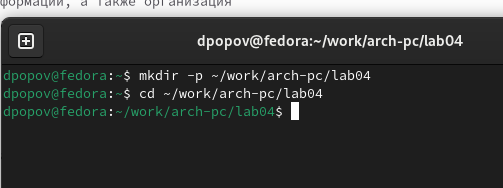 формации, а также организация
dpopov@fedora:~/work/arch-pc/lab04
dpopov@fedora:~$ mkdir -p ~/work/arch-pc/lab04
dpopov@fedora:~$ cd ~/work/arch-pc/lab04
dpopov@fedora:~/work/arch-pc/lab04$